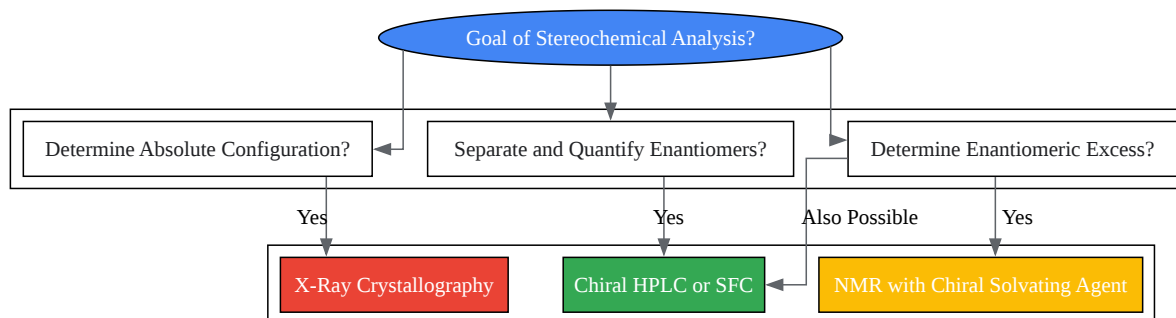 Goal of Stereochemical Analysis?
Determine Absolute Configuration?
Separate and Quantify Enantiomers?
Determine Enantiomeric Excess?
Yes
Yes
Also Possible
Yes
X-Ray Crystallography
Chiral HPLC or SFC
NMR with Chiral Solvating Agent